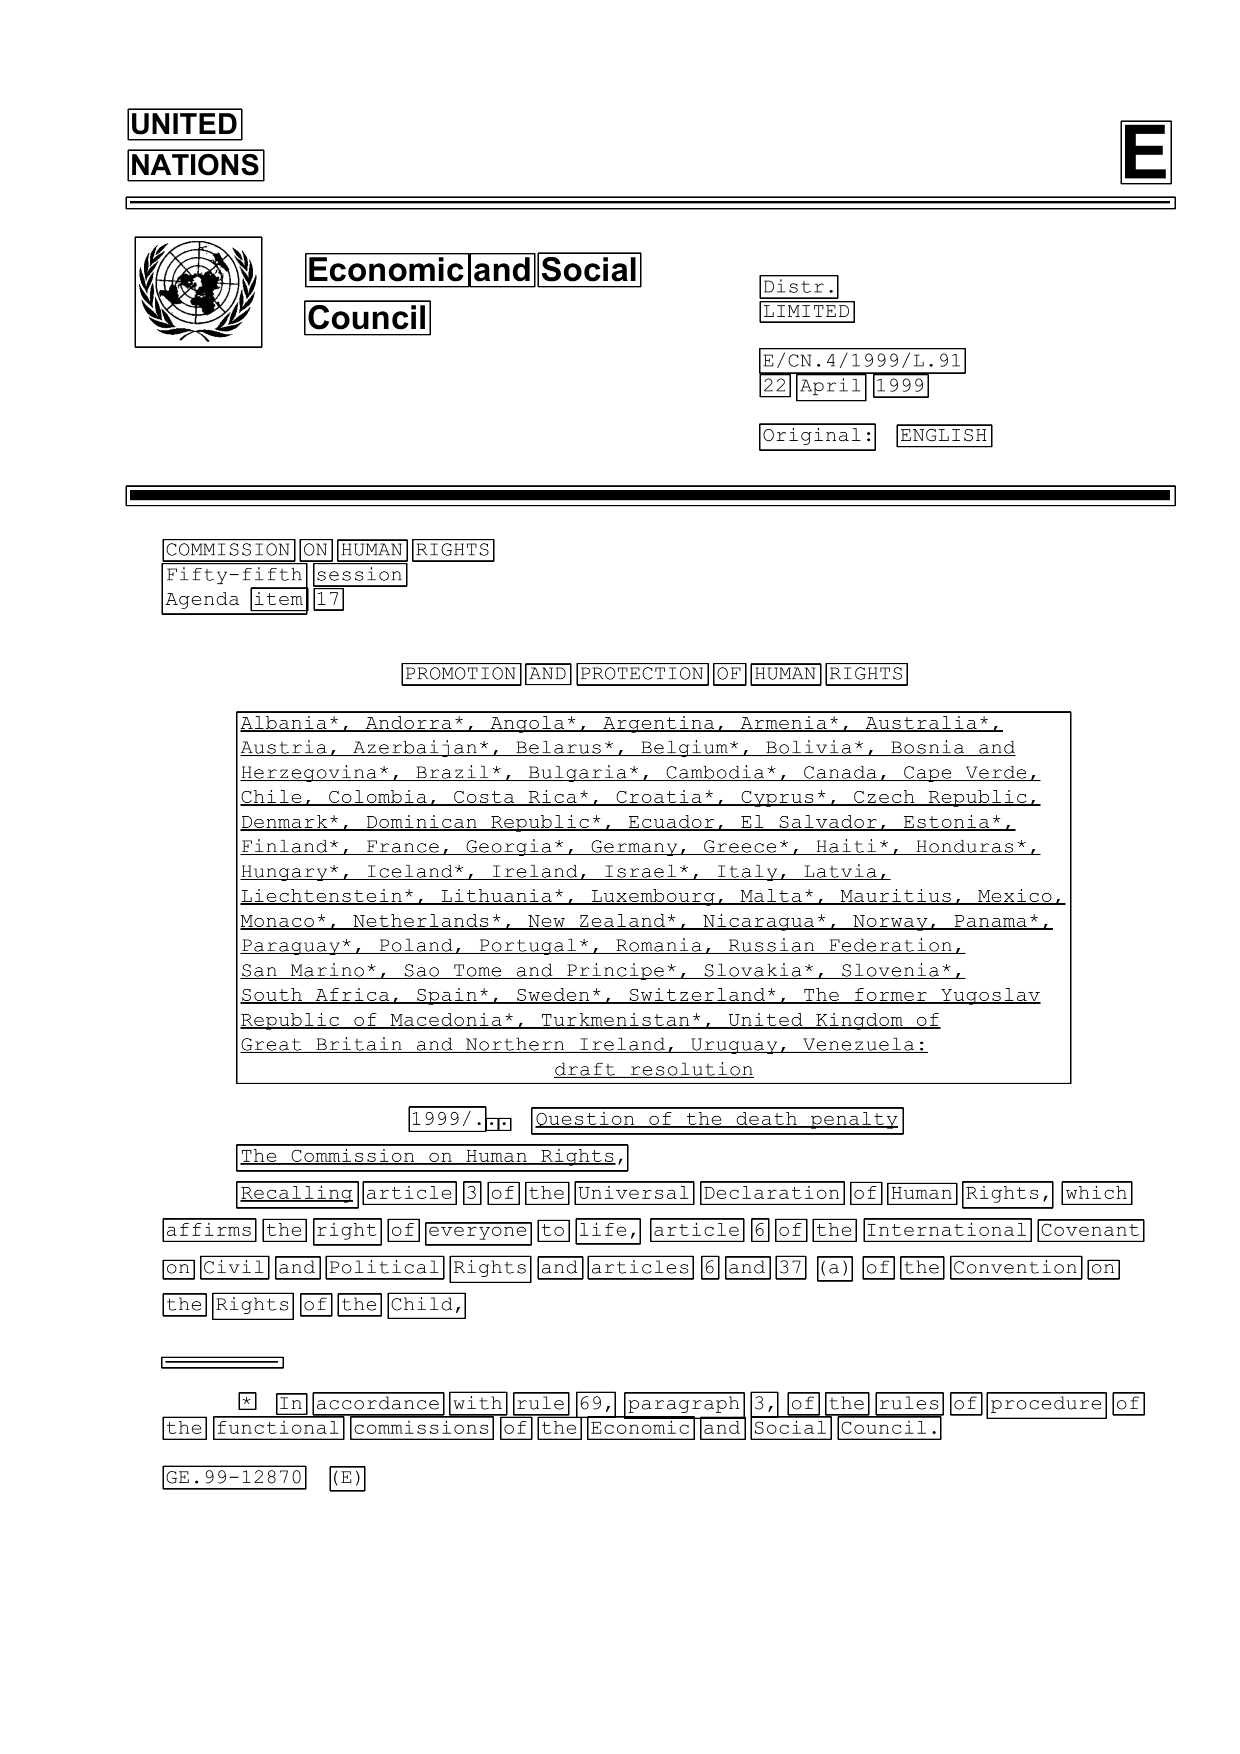 UNITED
NATIONS
E
Economic and Social
Council
Distr.
LIMITED
E/CN.4/1999/L.91
22 April 1999
Original: ENGLISH
COMMISSION ON HUMAN RIGHTS
Fifty-fifth session
Agenda item 17
PROMOTION AND PROTECTION OF HUMAN RIGHTS
Albania*, Andorra*, Angola*, Argentina, Armenia*, Australia*,
Austria, Azerbaijan*, Belarus*, Belgium*, Bolivia*, Bosnia and
Herzegovina*, Brazil*, Bulgaria*, Cambodia*, Canada, Cape Verde,
Chile, Colombia, Costa Rica*, Croatia*, Cyprus*, Czech Republic,
Denmark*, Dominican Republic*, Ecuador, El Salvador, Estonia*,
Finland*, France, Georgia*, Germany, Greece*, Haiti*, Honduras*,
Hungary*, Iceland*, Ireland, Israel*, Italy, Latvia,
Liechtenstein*, Lithuania*, Luxembourg, Malta*, Mauritius, Mexico,
Monaco*, Netherlands*, New Zealand*, Nicaragua*, Norway, Panama*,
Paraguay*, Poland, Portugal*, Romania, Russian Federation,
San Marino*, Sao Tome and Principe*, Slovakia*, Slovenia*,
South Africa, Spain*, Sweden*, Switzerland*, The former Yugoslav
Republic of Macedonia*, Turkmenistan*, United Kingdom of
Great Britain and Northern Ireland, Uruguay, Venezuela:
draft resolution
1999/... Question of the death penalty
The Commission on Human Rights,
Recalling article 3 of the Universal Declaration of Human Rights, which
affirms the right of everyone to life, article 6 of the International Covenant
on Civil and Political Rights and articles 6 and 37 (a) of the Convention on
the Rights of the Child,
* In accordance with rule 69, paragraph 3, of the rules of procedure of
the functional commissions of the Economic and Social Council.
GE.99-12870 (E)